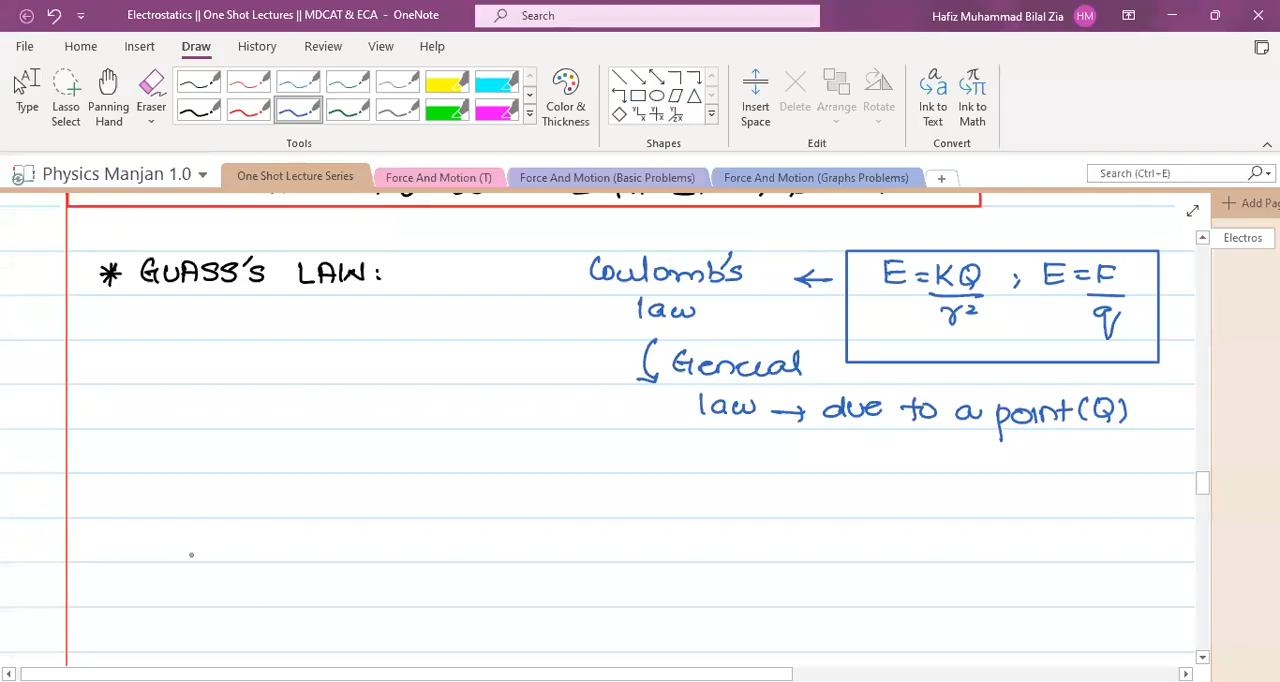 Electrostatics || One Shot Lectures || MDCAT & ECA - OneNote
Search
Hafiz Muhammad Bilal Zia
HM
File Home Insert Draw History Review View Help
Type
Lasso Select
Panning Hand
Eraser
Color & Thickness
Insert Space
Delete
Arrange
Rotate
Ink to Text
Ink to Math
Tools
Shapes
Edit
Convert
Physics Manjan 1.0
One Shot Lecture Series
Force And Motion (T)
Force And Motion (Basic Problems)
Force And Motion (Graphs Problems)
Search (Ctrl+E)
Add Pag
Electros
* GUASS'S LAW:
Coulomb's law ← E = KQ/r² ; E = F/q
General
law → due to a point (Q)